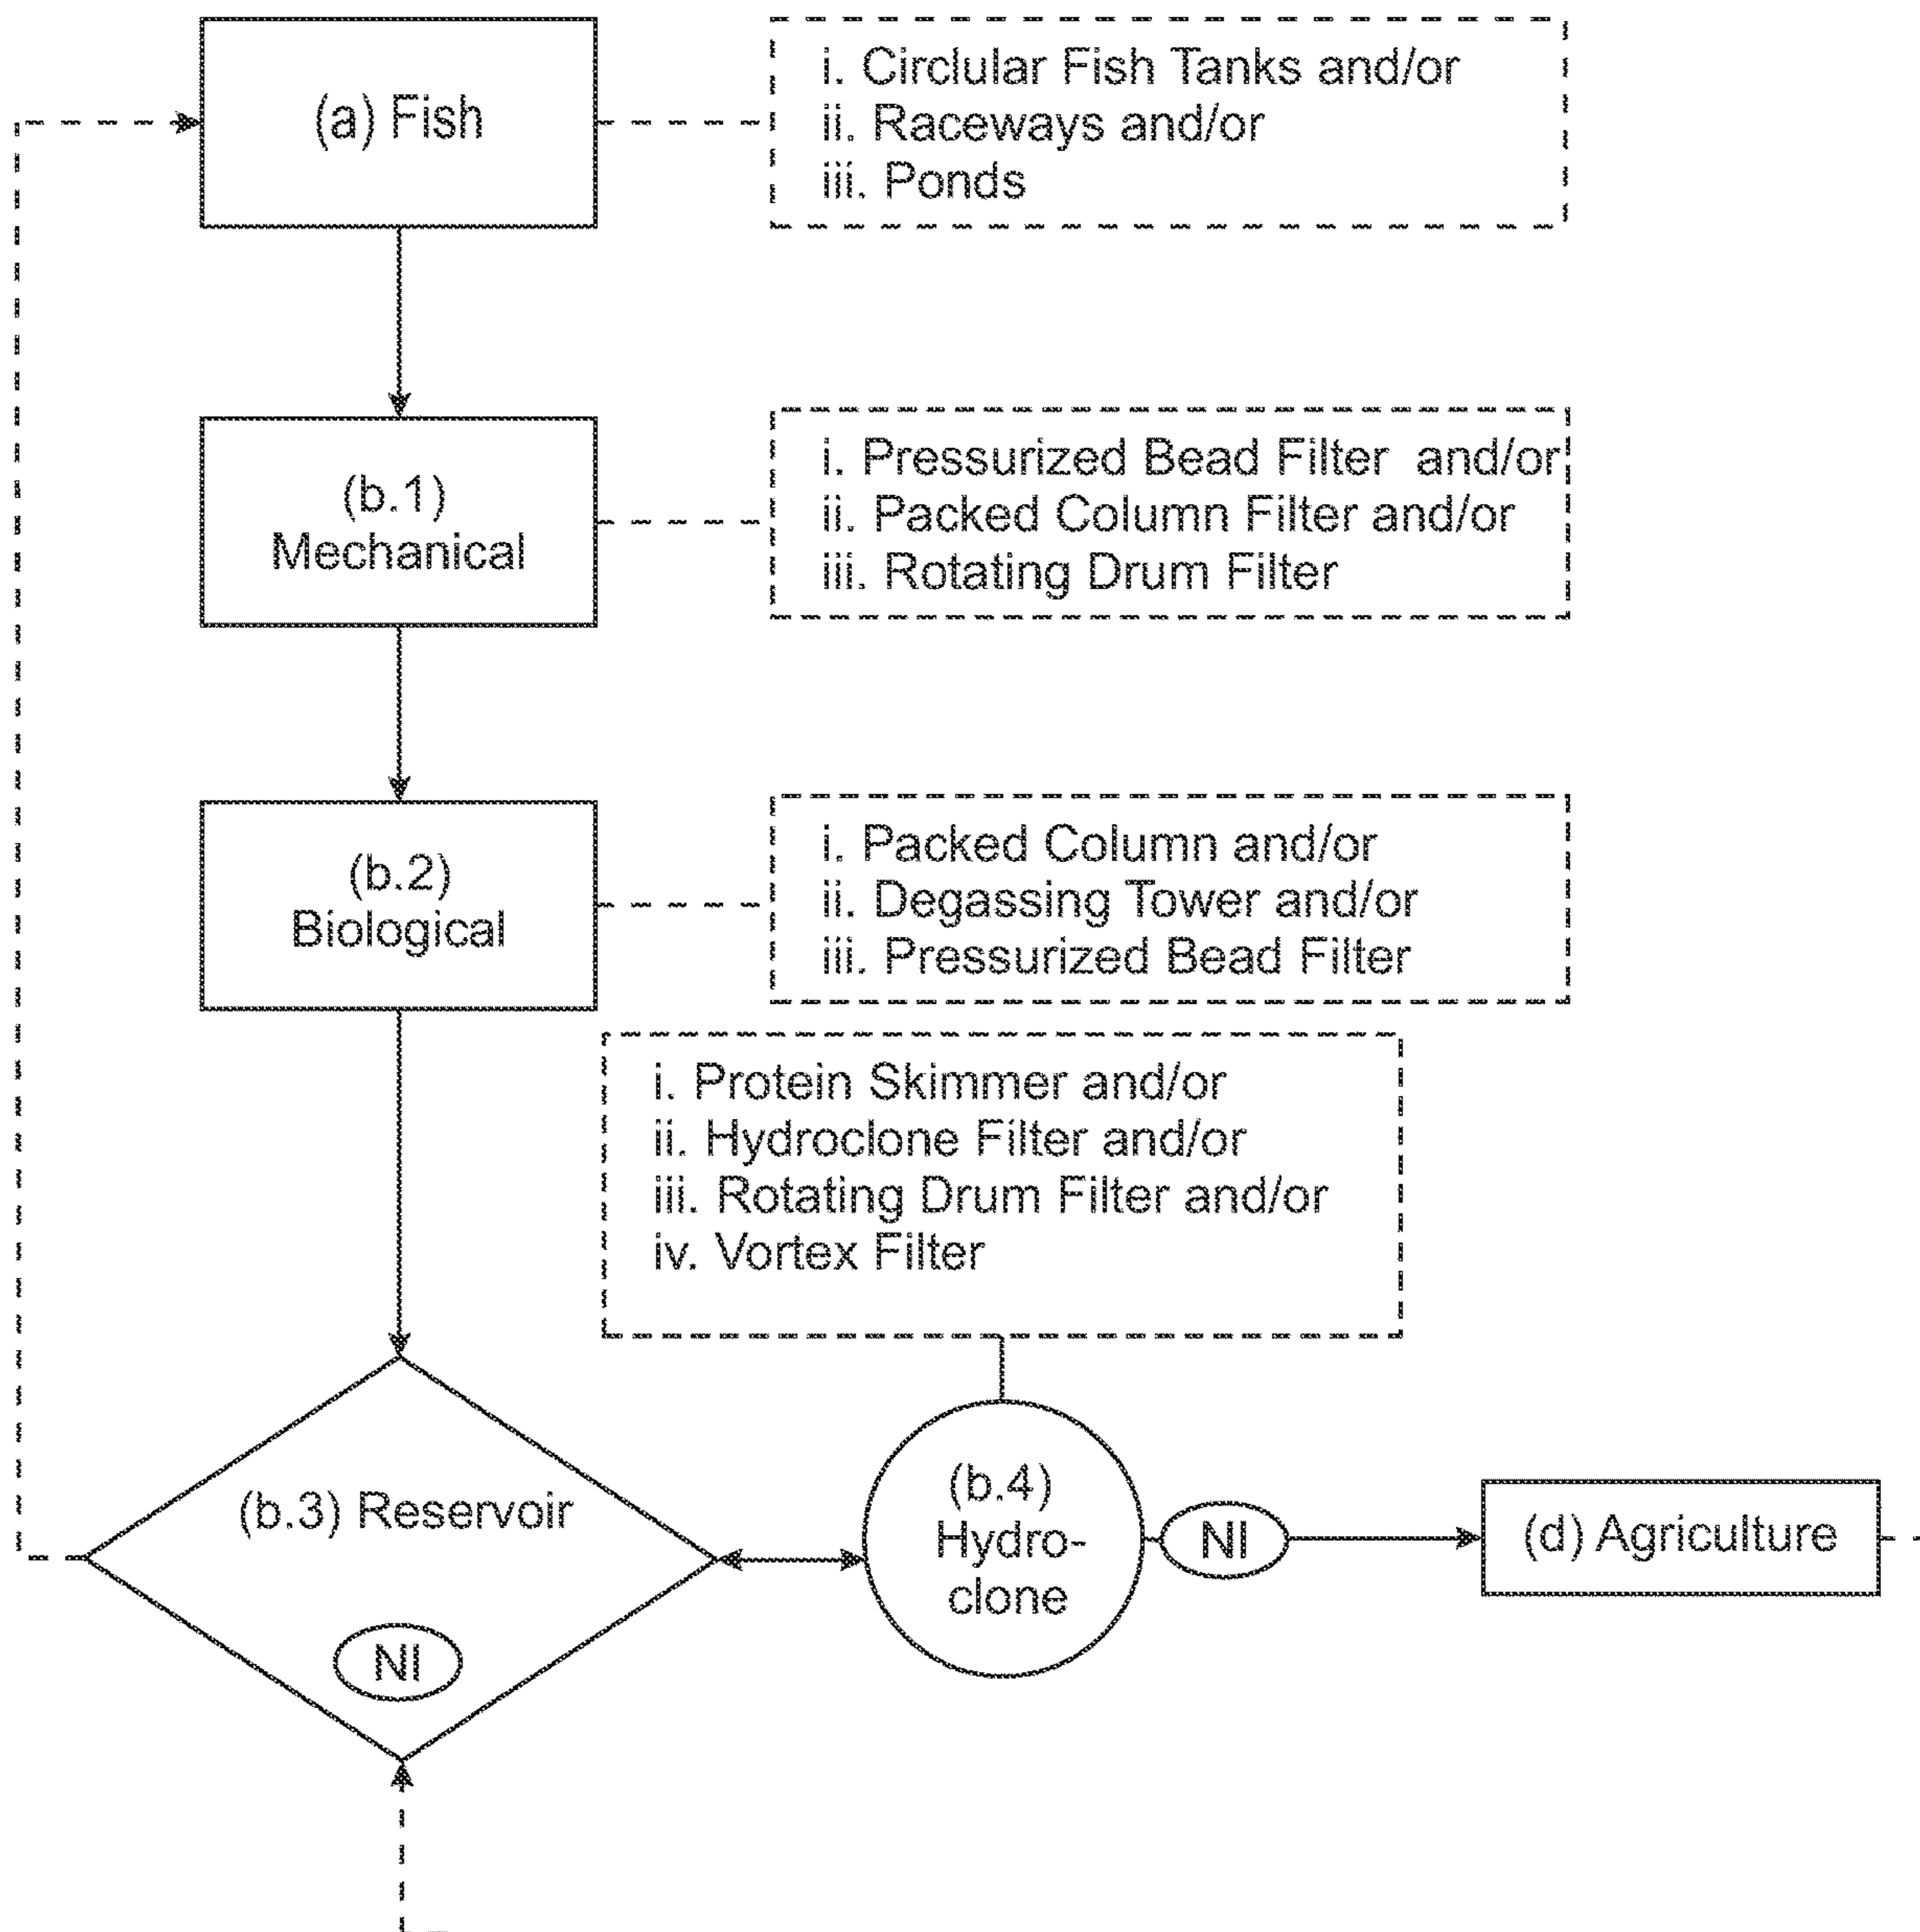 (a) Fish
i. Circlular Fish Tanks and/or
ii. Raceways and/or
iii. Ponds
(b.1)
Mechanical
i. Pressurized Bead Filter and/or
ii. Packed Column Filter and/or
iii. Rotating Drum Filter
(b.2)
Biological
i. Packed Column and/or
ii. Degassing Tower and/or
iii. Pressurized Bead Filter
i. Protein Skimmer and/or
ii. Hydroclone Filter and/or
iii. Rotating Drum Filter and/or
iv. Vortex Filter
(b.3) Reservoir
NI
(b.4)
Hydro-
clone
NI
(d) Agriculture